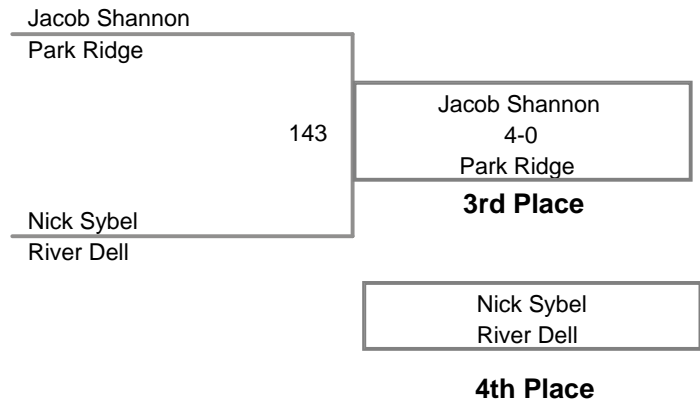 Jacob Shannon
Park Ridge
143
Jacob Shannon
4-0
Park Ridge
3rd Place
Nick Sybel
River Dell
Nick Sybel
River Dell
4th Place